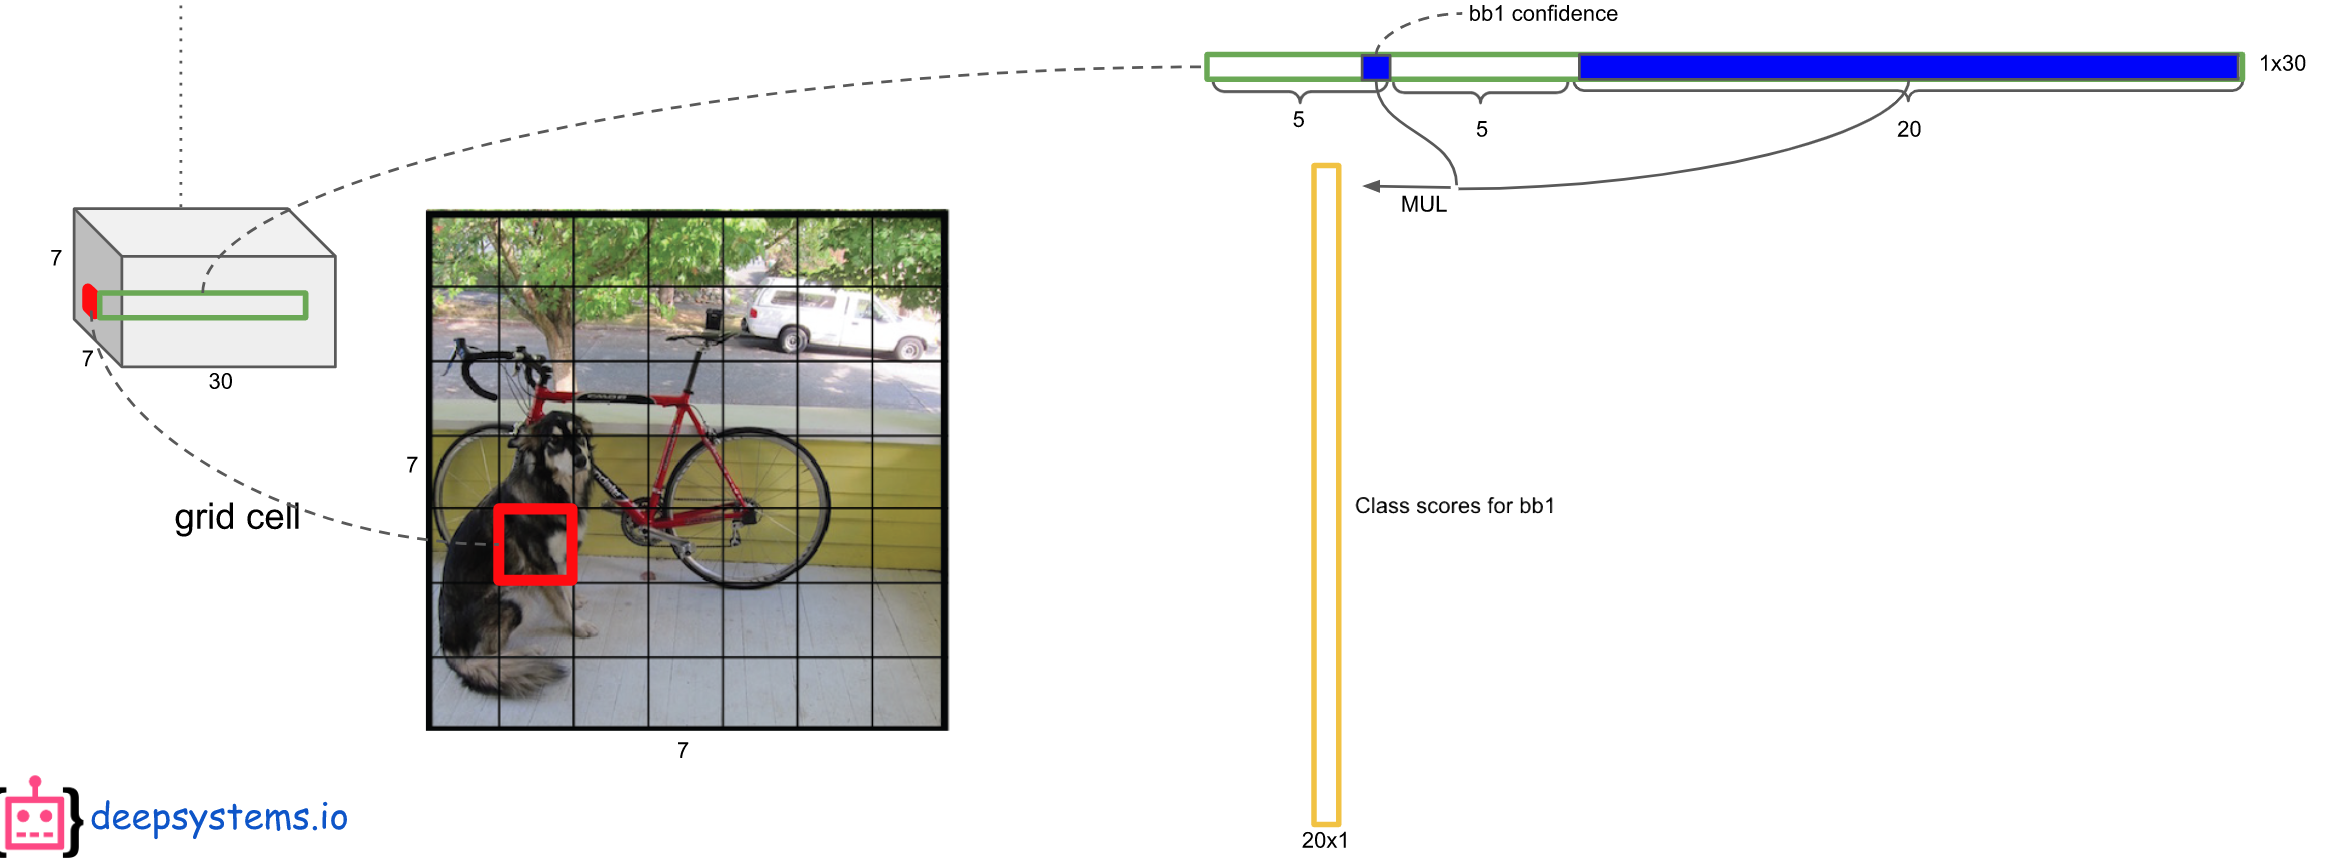 bb1 confidence
1x30
5
5
20
MUL
7
7
30
grid cell
7
7
Class scores for bb1
20x1
{ } deepsystems.io